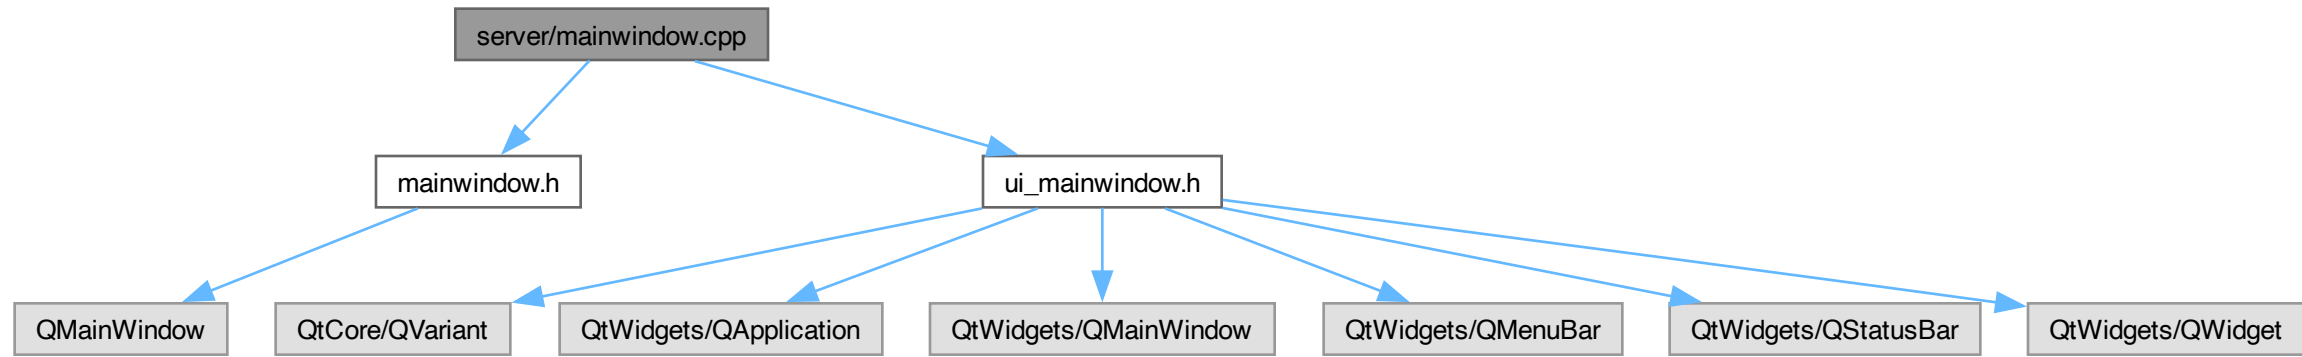 server/mainwindow.cpp
mainwindow.h
ui_mainwindow.h
QMainWindow
QtCore/QVariant
QtWidgets/QApplication
QtWidgets/QMainWindow
QtWidgets/QMenuBar
QtWidgets/QStatusBar
QtWidgets/QWidget